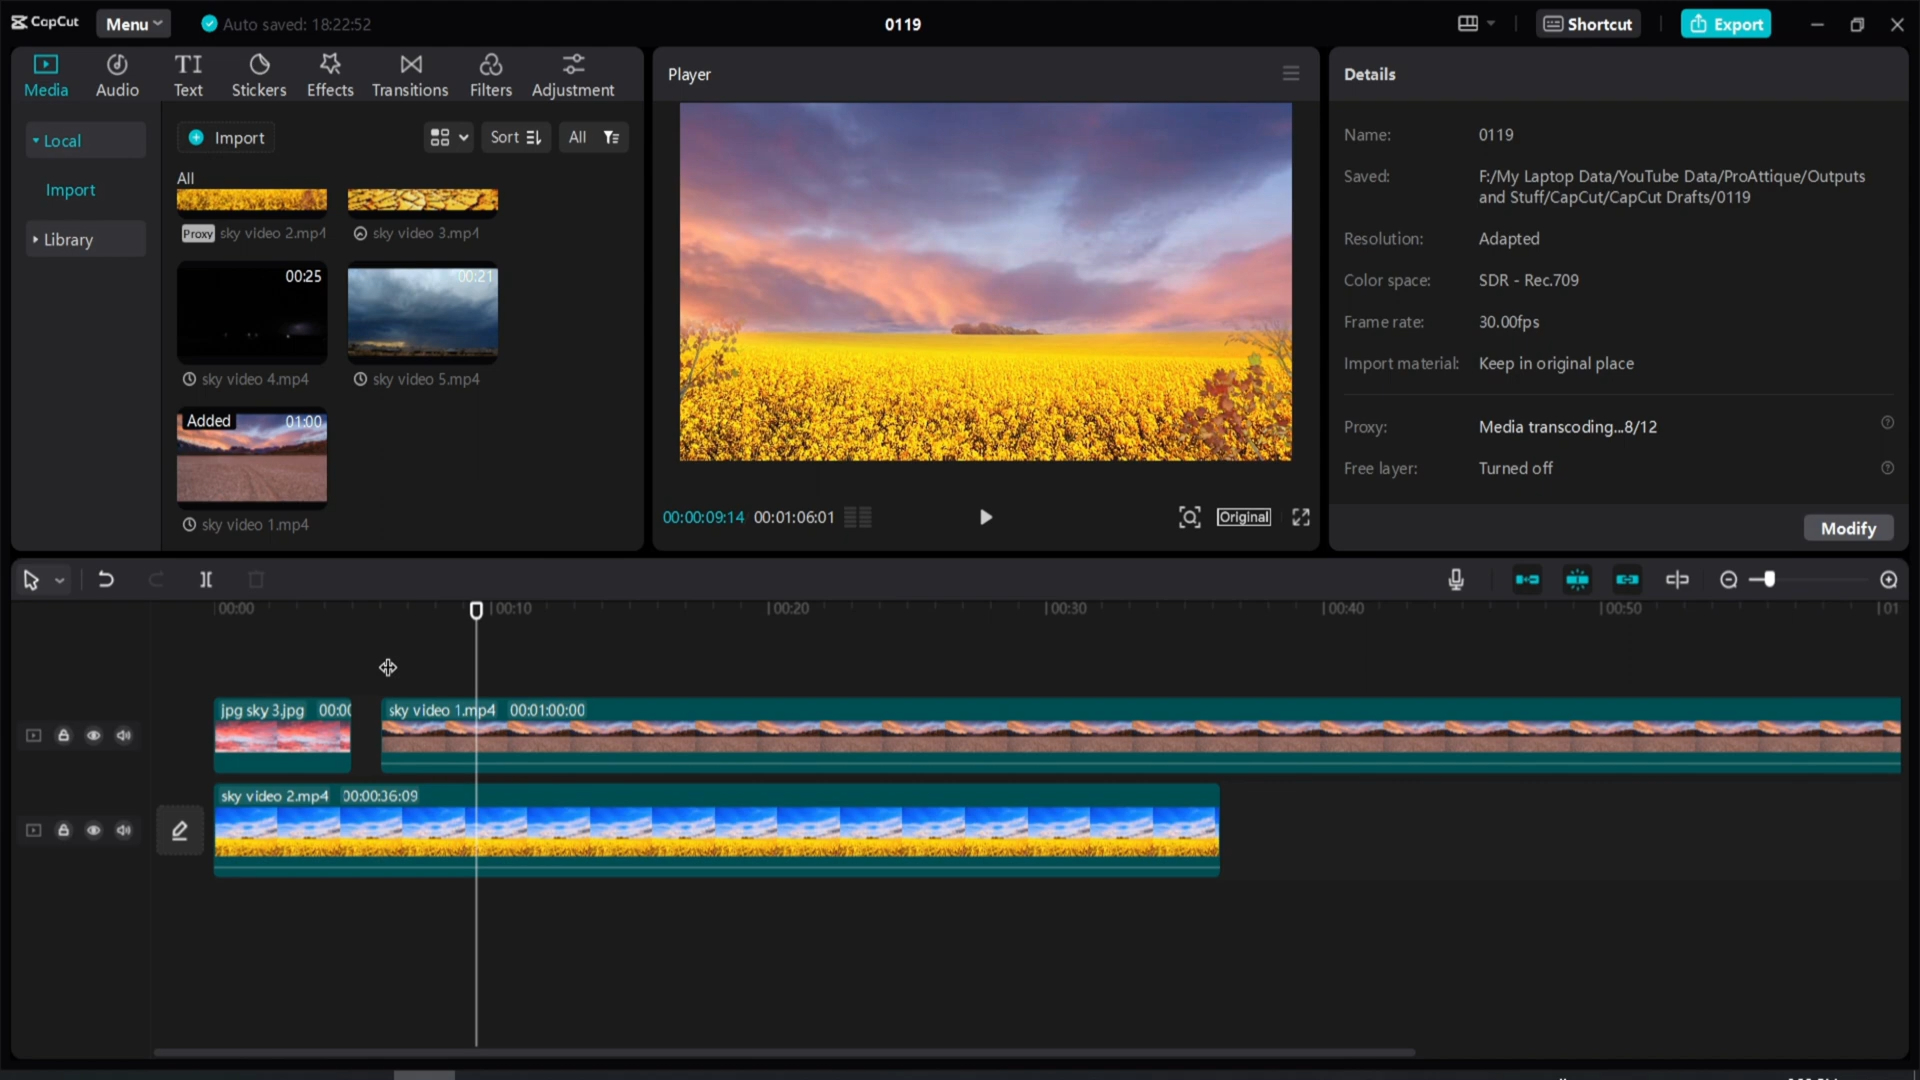 CapCut
Menu
Auto saved: 18:22:52
0119
Shortcut
Export
Media
Audio
TI
Text
Stickers
Effects
Transitions
Filters
Adjustment
Local
Import
Library
Import
Sort
All
All
Proxy
sky video 2.mp4
sky video 3.mp4
00:25
00:21
sky video 4.mp4
sky video 5.mp4
Added
01:00
sky video 1.mp4
Player
00:00:09:14
00:01:06:01
Original
Details
Name:
0119
Saved:
F:/My Laptop Data/YouTube Data/ProAttique/Outputs
and Stuff/CapCut/CapCut Drafts/0119
Resolution:
Adapted
Color space:
SDR - Rec.709
Frame rate:
30.00fps
Import material:
Keep in original place
Proxy:
Media transcoding...8/12
Free layer:
Turned off
Modify
00:00
00:10
00:20
00:30
00:40
00:50
01
jpg sky 3.jpg 00:00
sky video 1.mp4 00:01:00:00
sky video 2.mp4 00:00:36:09